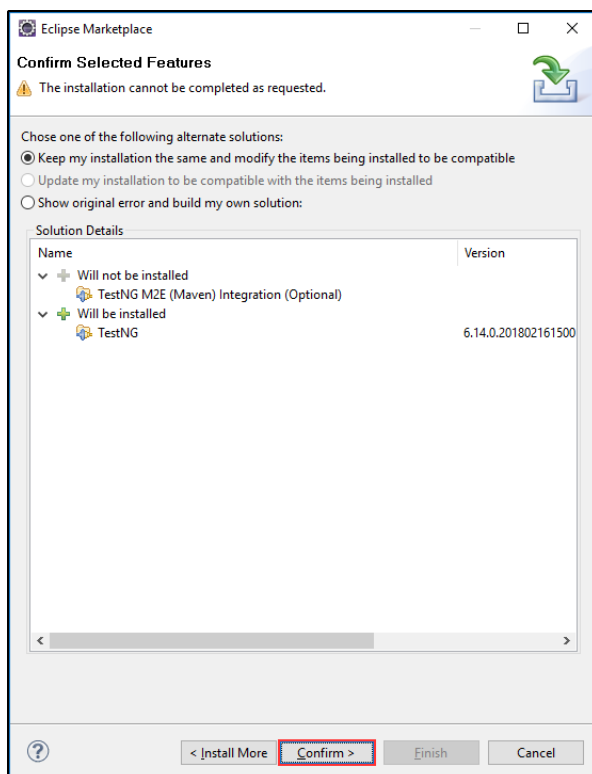 Eclipse Marketplace
Confirm Selected Features
The installation cannot be completed as requested.
Chose one of the following alternate solutions:
Keep my installation the same and modify the items being installed to be compatible
Update my installation to be compatible with the items being installed
Show original error and build my own solution:
Solution Details
Name Version
Will not be installed
TestNG M2E (Maven) Integration (Optional)
Will be installed
TestNG 6.14.0.201802161500
? < Install More Confirm > Finish Cancel